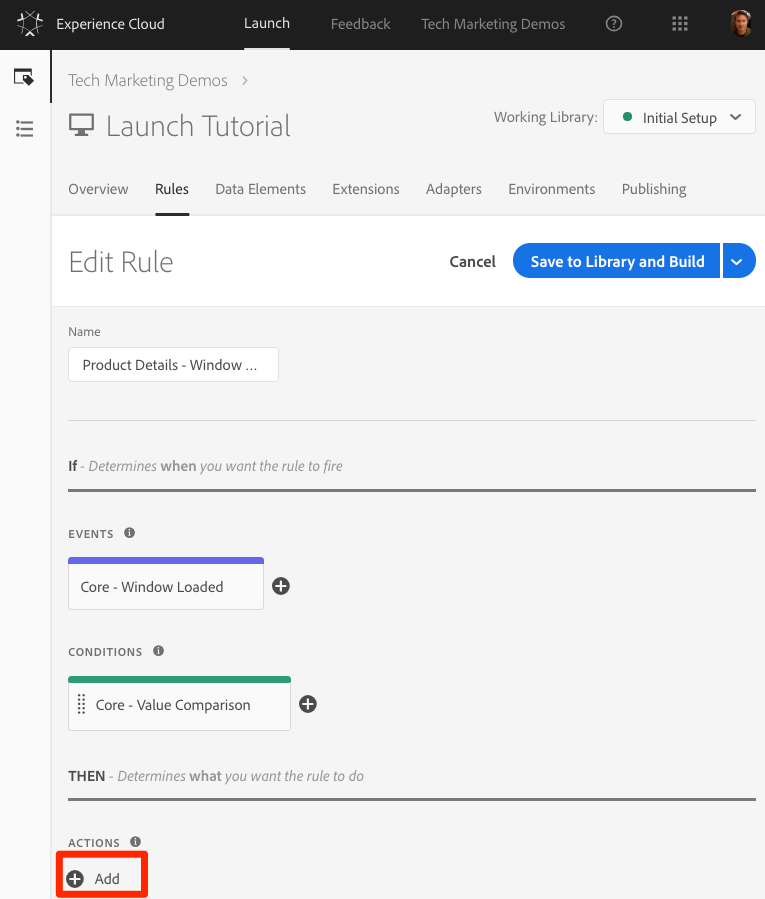 Experience Cloud Launch Feedback Tech Marketing Demos
Tech Marketing Demos
Launch Tutorial
Working Library: Initial Setup
Overview Rules Data Elements Extensions Adapters Environments Publishing
Edit Rule
Cancel Save to Library and Build
Name
Product Details - Window ...
If - Determines when you want the rule to fire
EVENTS
Core - Window Loaded
CONDITIONS
Core - Value Comparison
THEN - Determines what you want the rule to do
ACTIONS
Add